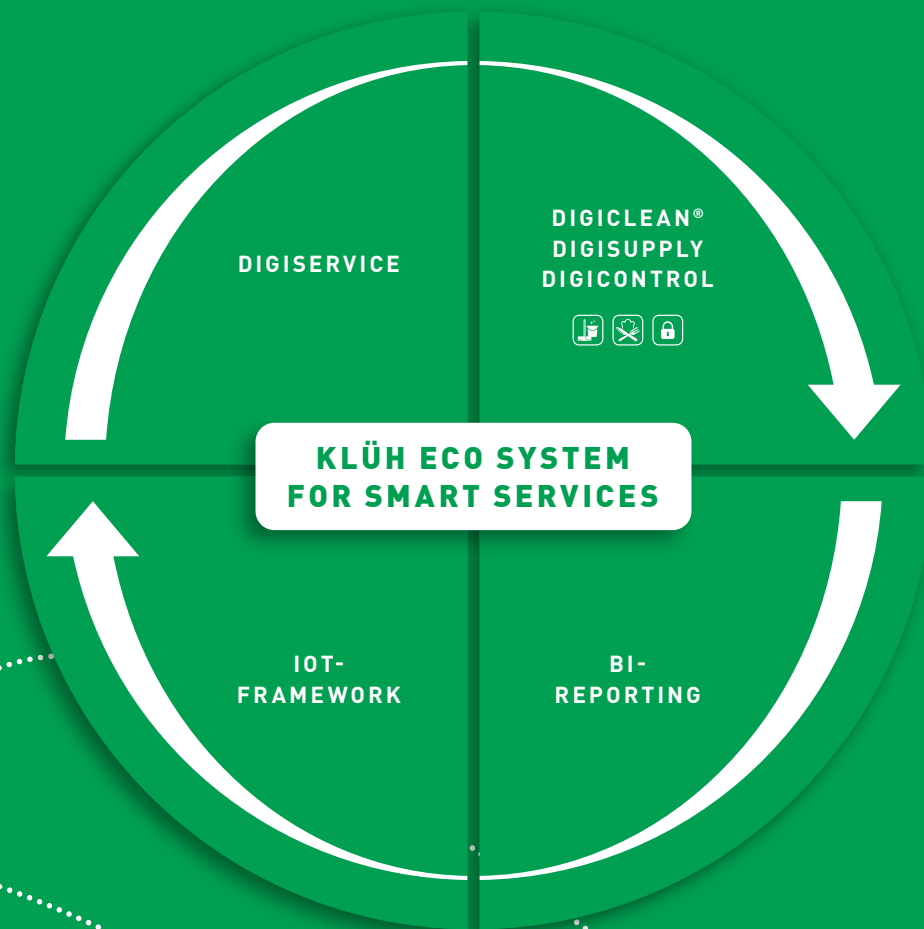 DIGISERVICE
DIGICLEAN®
DIGISUPPLY
DIGICONTROL
KLÜH ECO SYSTEM
FOR SMART SERVICES
IOT-
FRAMEWORK
BI-
REPORTING